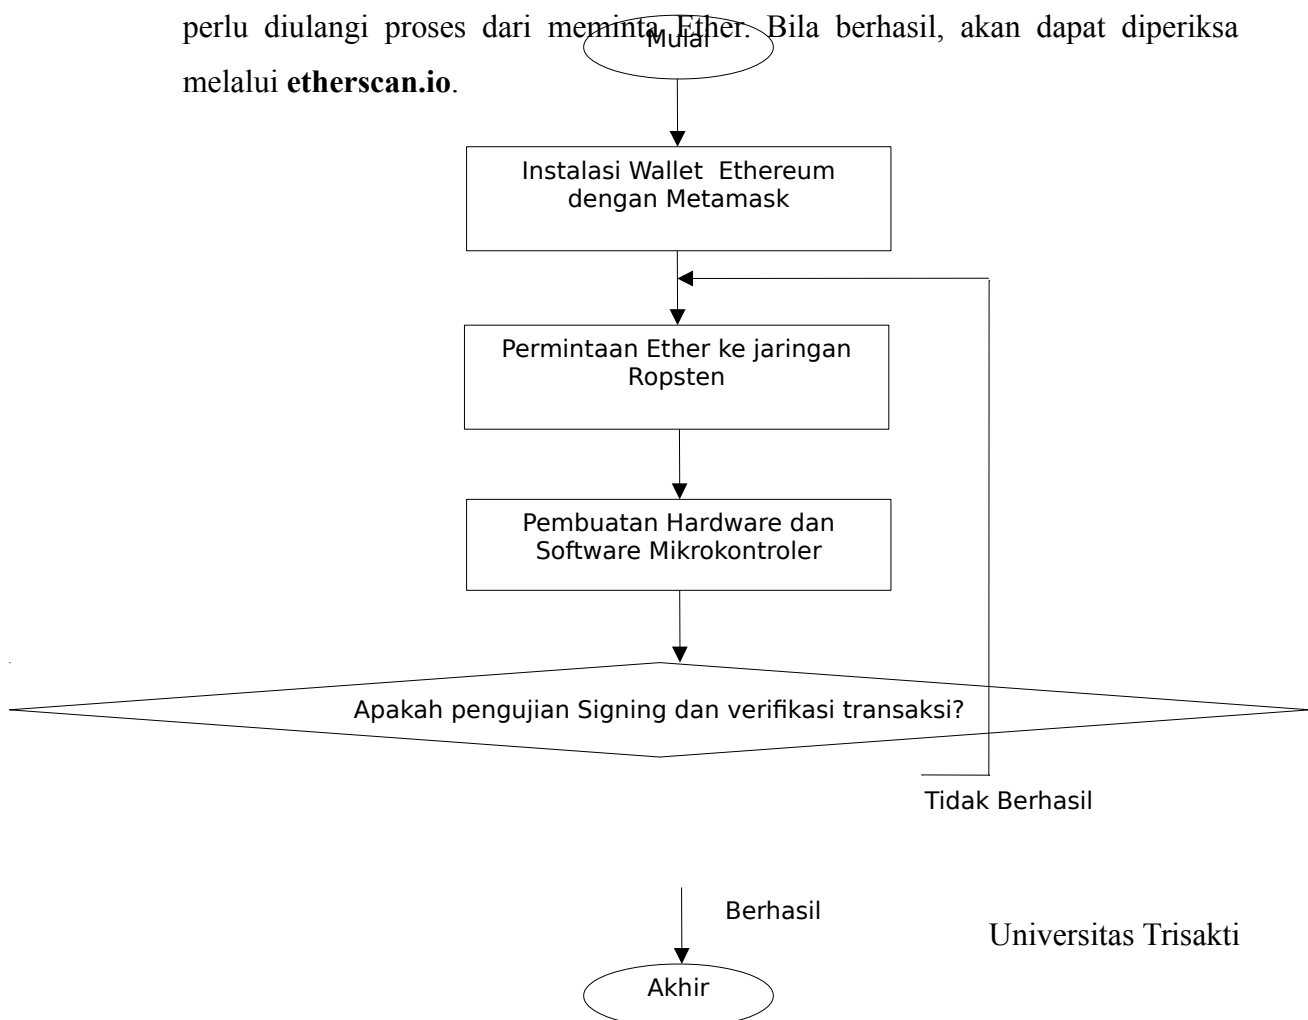 perlu diulangi proses dari meminta Ether. Bila berhasil, akan dapat diperiksa
Mulai
melalui etherscan.io.
Instalasi Wallet Ethereum
dengan Metamask
Permintaan Ether ke jaringan
Ropsten
Pembuatan Hardware dan
Software Mikrokontroler
Apakah pengujian Signing dan verifikasi transaksi?
Tidak Berhasil
Berhasil
Universitas Trisakti
Akhir